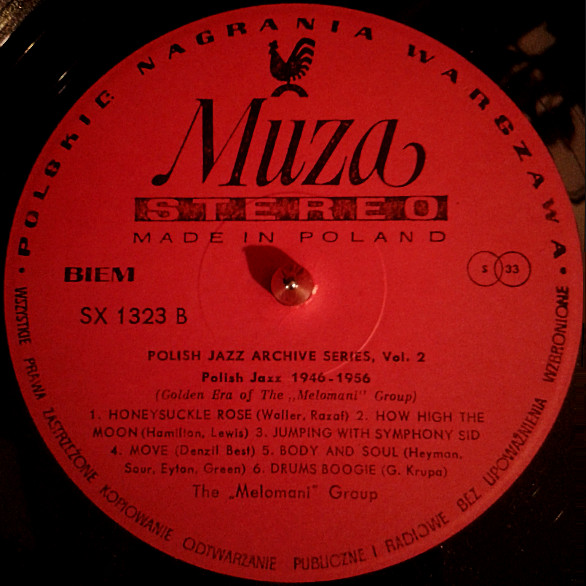 • POLSKIE NAGRANIA WARSZAWA •
Muza
STEREO
MADE IN POLAND
BIEM
S 33
SX 1323 B
POLISH JAZZ ARCHIVE SERIES, Vol. 2
Polish Jazz 1946-1956
(Golden Era of The „Melomani" Group)
1. HONEYSUCKLE ROSE (Waller, Razaf) 2. HOW HIGH THE
MOON (Hamilton, Lewis) 3. JUMPING WITH SYMPHONY SID
4. MOVE (Denzil Best) 5. BODY AND SOUL (Heyman,
Sour, Eyton, Green) 6. DRUMS BOOGIE (G. Krupa)
The „Melomani" Group
WSZYSTKIE PRAWA ZASTRZEŻONE KOPIOWANIE ODTWARZANIE PUBLICZNE I RADIOWE BEZ UPOWAŻNIENIA WZBRONIONE